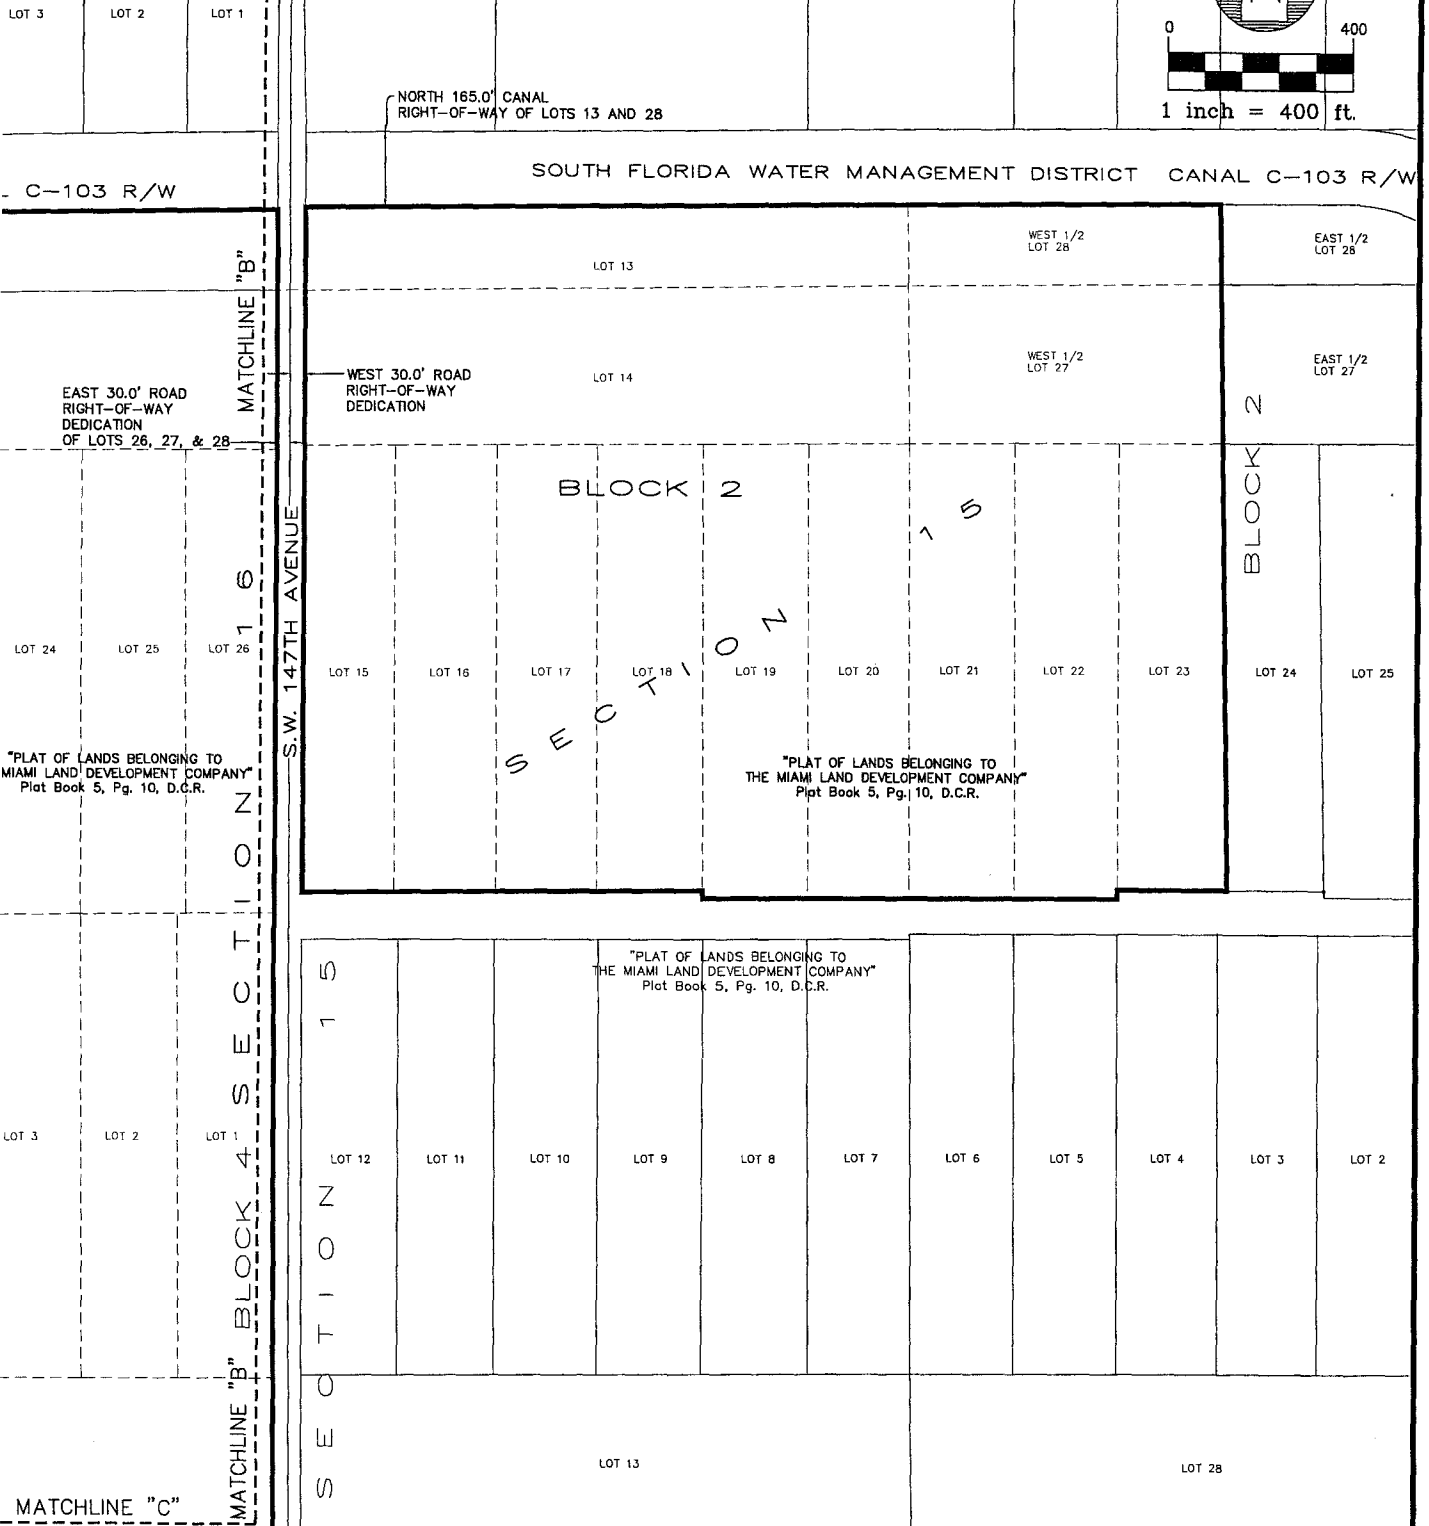 LOT 3
LOT 2
LOT 1
0
400
1 inch = 400 ft.
NORTH 165.0' CANAL
RIGHT-OF-WAY OF LOTS 13 AND 28
SOUTH FLORIDA WATER MANAGEMENT DISTRICT CANAL C-103 R/W
C-103 R/W
MATCHLINE "B"
LOT 13
WEST 1/2
LOT 28
EAST 1/2
LOT 28
LOT 14
WEST 1/2
LOT 27
EAST 1/2
LOT 27
WEST 30.0' ROAD
RIGHT-OF-WAY
DEDICATION
EAST 30.0' ROAD
RIGHT-OF-WAY
DEDICATION
OF LOTS 26, 27, & 28
BLOCK 2
BLOCK 2
SECTION 15
S.W. 147TH AVENUE
LOT 24
LOT 25
LOT 26
LOT 15
LOT 16
LOT 17
LOT 18
LOT 19
LOT 20
LOT 21
LOT 22
LOT 23
LOT 24
LOT 25
"PLAT OF LANDS BELONGING TO
MIAMI LAND DEVELOPMENT COMPANY"
Plat Book 5, Pg. 10, D.C.R.
"PLAT OF LANDS BELONGING TO
THE MIAMI LAND DEVELOPMENT COMPANY"
Plat Book 5, Pg. 10, D.C.R.
"PLAT OF LANDS BELONGING TO
THE MIAMI LAND DEVELOPMENT COMPANY"
Plat Book 5, Pg. 10, D.C.R.
BLOCK 4 SECTION 16
SECTION 15
LOT 3
LOT 2
LOT 1
LOT 12
LOT 11
LOT 10
LOT 9
LOT 8
LOT 7
LOT 6
LOT 5
LOT 4
LOT 3
LOT 2
MATCHLINE "B"
LOT 13
LOT 28
MATCHLINE "C"